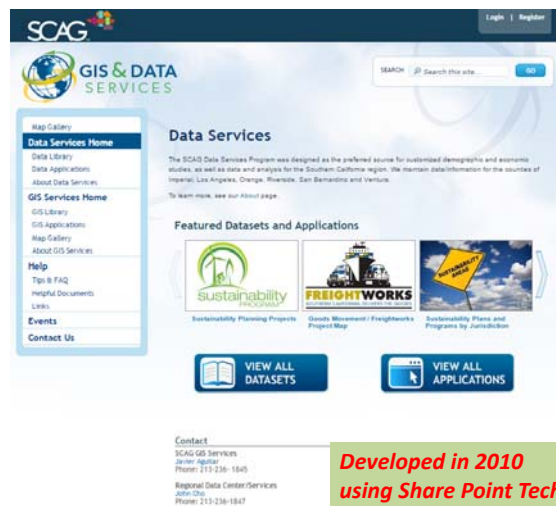 SCAG
Login | Register
GIS & DATA
SERVICES
SEARCH Search this site... GO
Map Gallery
Data Services Home
Data Library
Data Applications
About Data Services
GIS Services Home
GIS Library
GIS Applications
Map Gallery
About GIS Services
Help
Tips & FAQ
Helpful Documents
Links
Events
Contact Us
Data Services
The SCAG Data Services Program was designed as the preferred source for customized demographic and economic
studies, as well as data and analysis for the Southern California region. We maintain data/information for the counties of
Imperial, Los Angeles, Orange, Riverside, San Bernardino and Ventura.
To learn more, see our About page.
Featured Datasets and Applications
sustainability
PROGRAM
FREIGHTWORKS
SUSTAINABILITY
AHEAD
Sustainability Planning Projects
Goods Movement / Freightworks
Project Map
Sustainability Plans and
Programs by Jurisdiction
VIEW ALL
DATASETS
VIEW ALL
APPLICATIONS
Contact
SCAG GIS Services
Javier Aguilar
Phone: 213-236-1845
Regional Data Center/Services
John Cho
Phone: 213-236-1847
Developed in 2010
using Share Point Tech